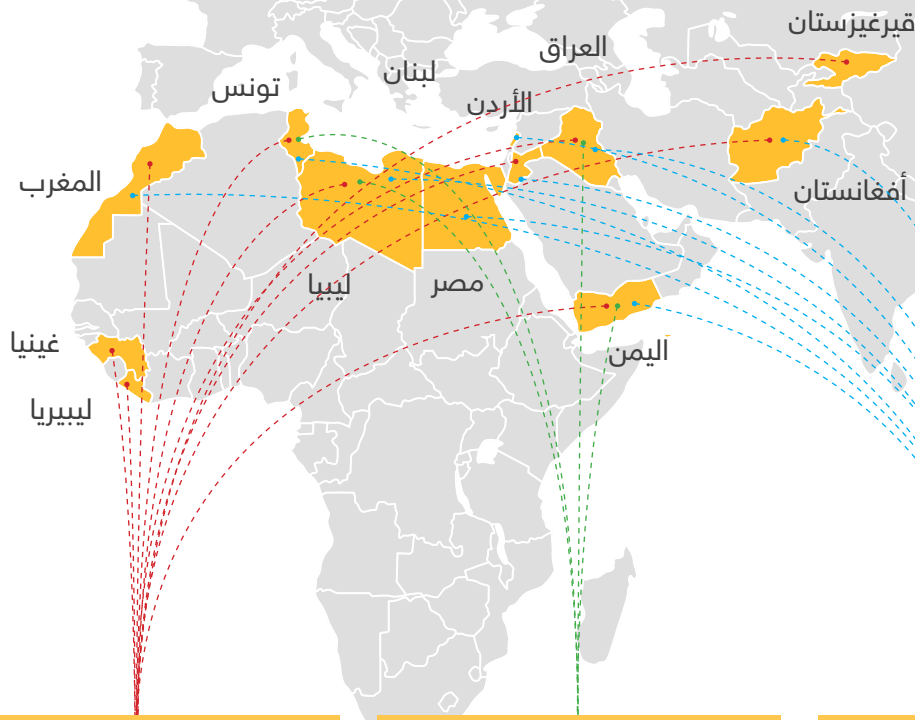 قيرغيزستان
العراق
لبنان
تونس
الأردن
المغرب
أفغانستان
ليبيا
مصر
غينيا
اليمن
ليبيريا